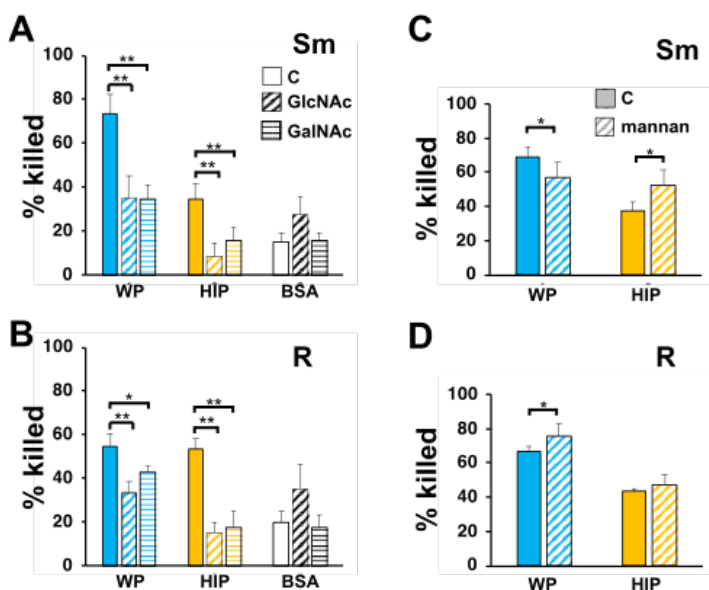 A
Sm
100
80
60
40
20
0
% killed
**
**
**
**
C
GlcNAc
GalNAc
WP
HIP
BSA
B
R
100
80
60
40
20
0
% killed
*
**
**
**
WP
HIP
BSA
C
Sm
100
80
60
40
20
0
% killed
*
*
C
mannan
WP
HIP
D
R
100
80
60
40
20
0
% killed
*
WP
HIP